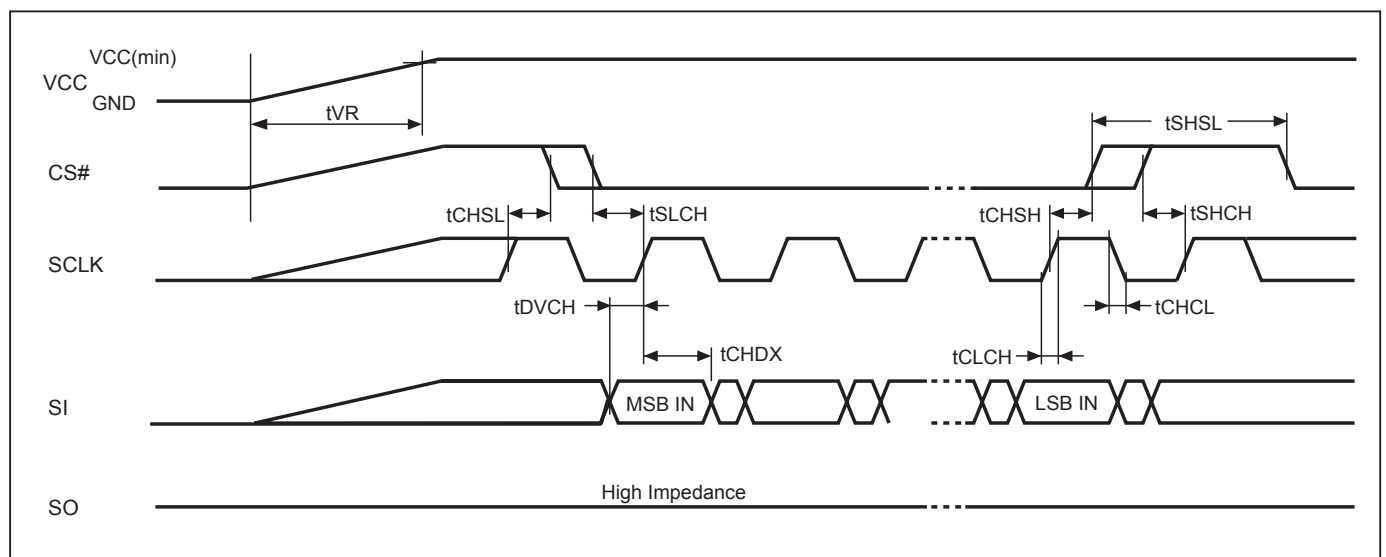 VCC(min)
VCC
GND
tVR
tSHSL
CS#
tCHSL
tSLCH
tCHSH
tSHCH
SCLK
tDVCH
tCHCL
tCHDX
tCLCH
SI
MSB IN
LSB IN
High Impedance
SO